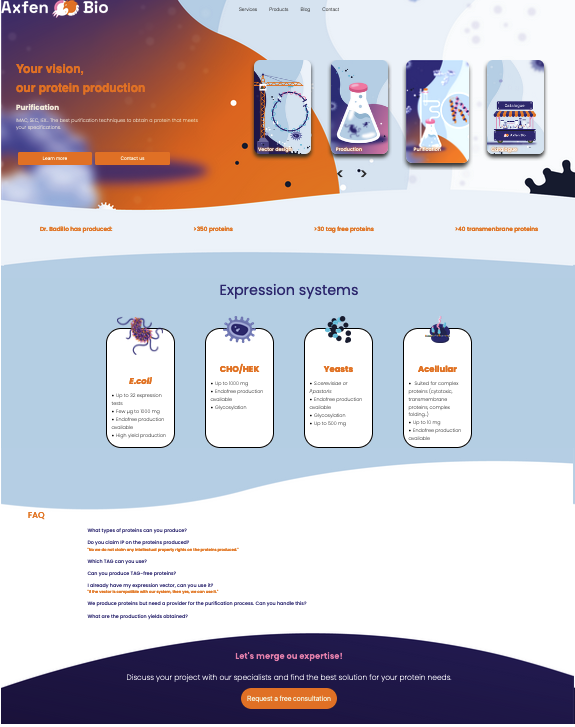 Axfen Bio
Services Products Blog Contact
Your vision,
our protein production
Purification
IMAC, SEC, IEX.. The best purification techniques to obtain a protein that meets
your specifications.
Learn more
Contact us
Vector design
Production
Purification
Catalogue
Axfen Bio
Catalogue
Dr. Badillo has produced:
>350 proteins
>30 tag free proteins
>40 transmendrone proteins
Expression systems
E.coli
• Up to 32 expression
tests
• Few µg to 1500 mg
• Endofree production
available
• High yield production
CHO/HEK
• Up to 1000 mg
• Endofree production
available
• Glycosylation
Yeasts
• S.cerevisiae or
P.pastoris
• Endofree production
available
• Glycosylation
• Up to 1500 mg
Acellular
• Suited for complex
proteins (cytotoxic,
transmembrane
proteins, complex
folding..)
• Up to 10 mg
• Endofree production
available
FAQ
What types of proteins can you produce?
Do you claim IP on the proteins produced?
"No we do not claim any intellectual property rights on the proteins produced."
Which TAG can you use?
Can you produce TAG-free proteins?
I already have my expression vector, can you use it?
"If the vector is compatible with our system, then yes, we can use it."
We produce proteins but need a provider for the purification process. Can you handle this?
What are the production yields obtained?
Let's merge ou expertise!
Discuss your project with our specialists and find the best solution for your protein needs.
Request a free consultation